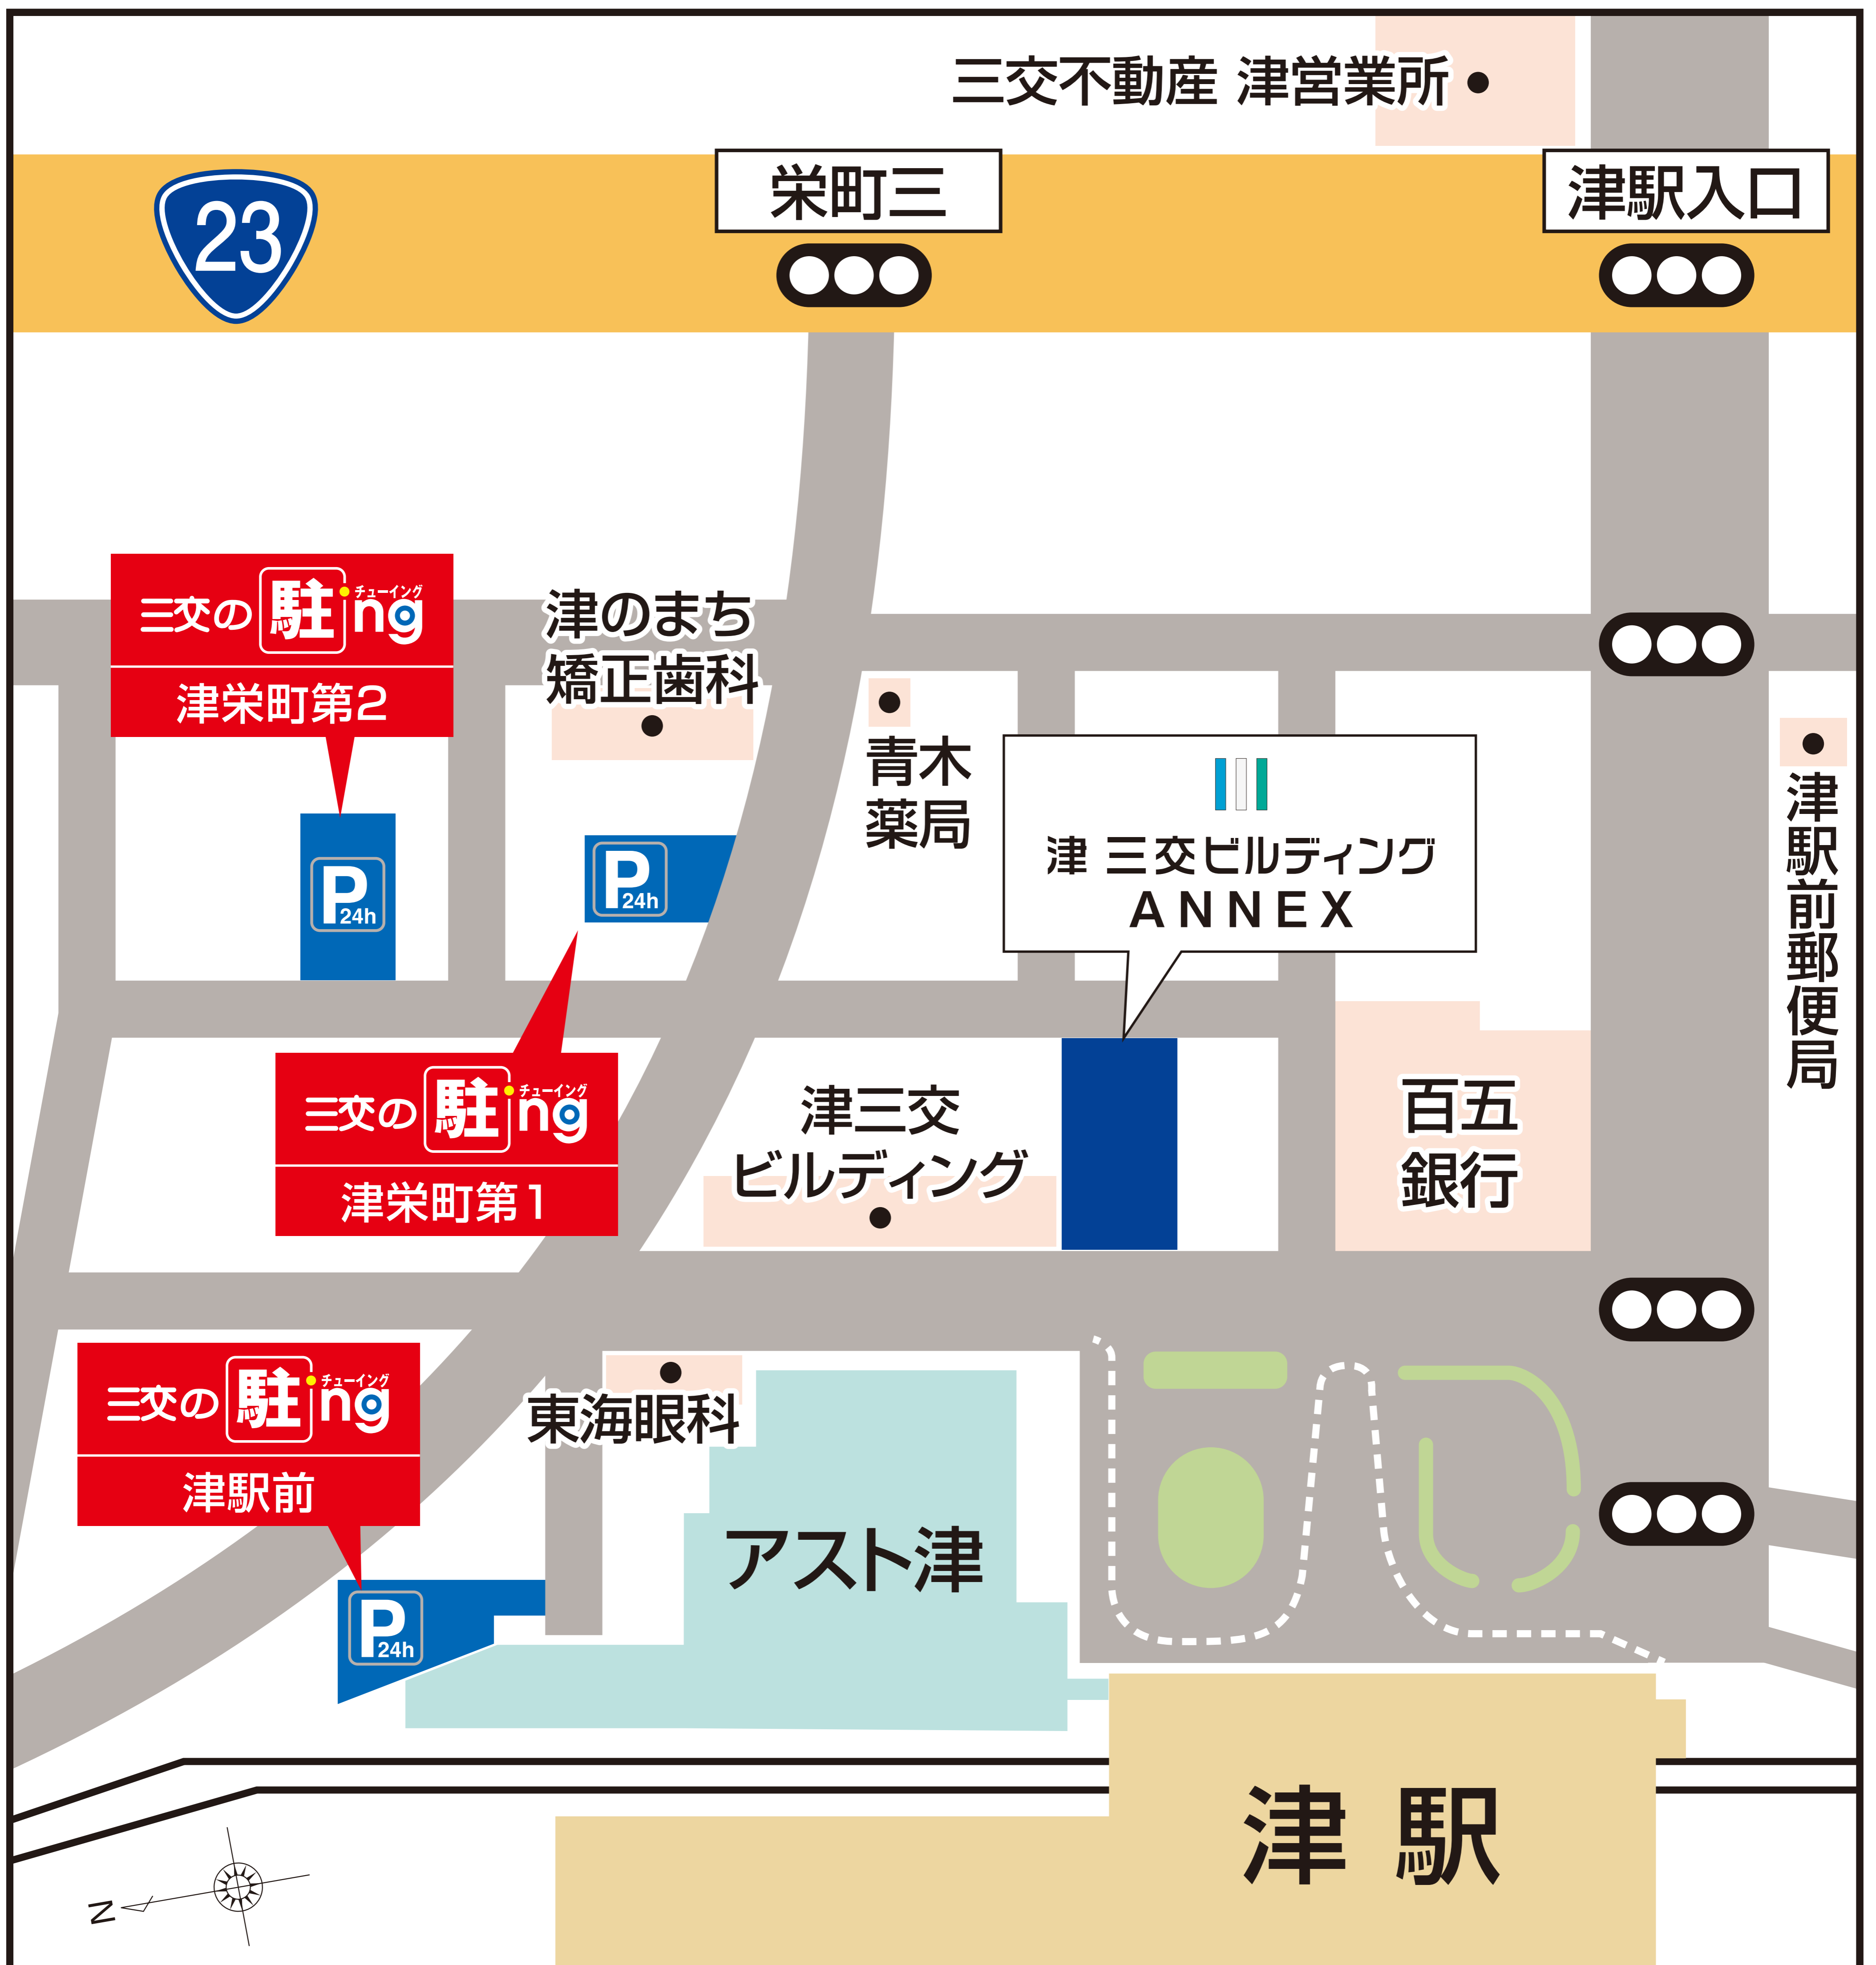 三交不動産 津営業所
栄町三
津駅入口
23
三交の駐ng
チューイング
津栄町第2
津のまち
矯正歯科
青木
薬局
津 三交ビルディング
ANNEX
津駅前郵便局
P
24h
P
24h
三交の駐ng
チューイング
津栄町第1
津三交
ビルディング
百五
銀行
三交の駐ng
チューイング
津駅前
東海眼科
アスト津
P
24h
津駅
N